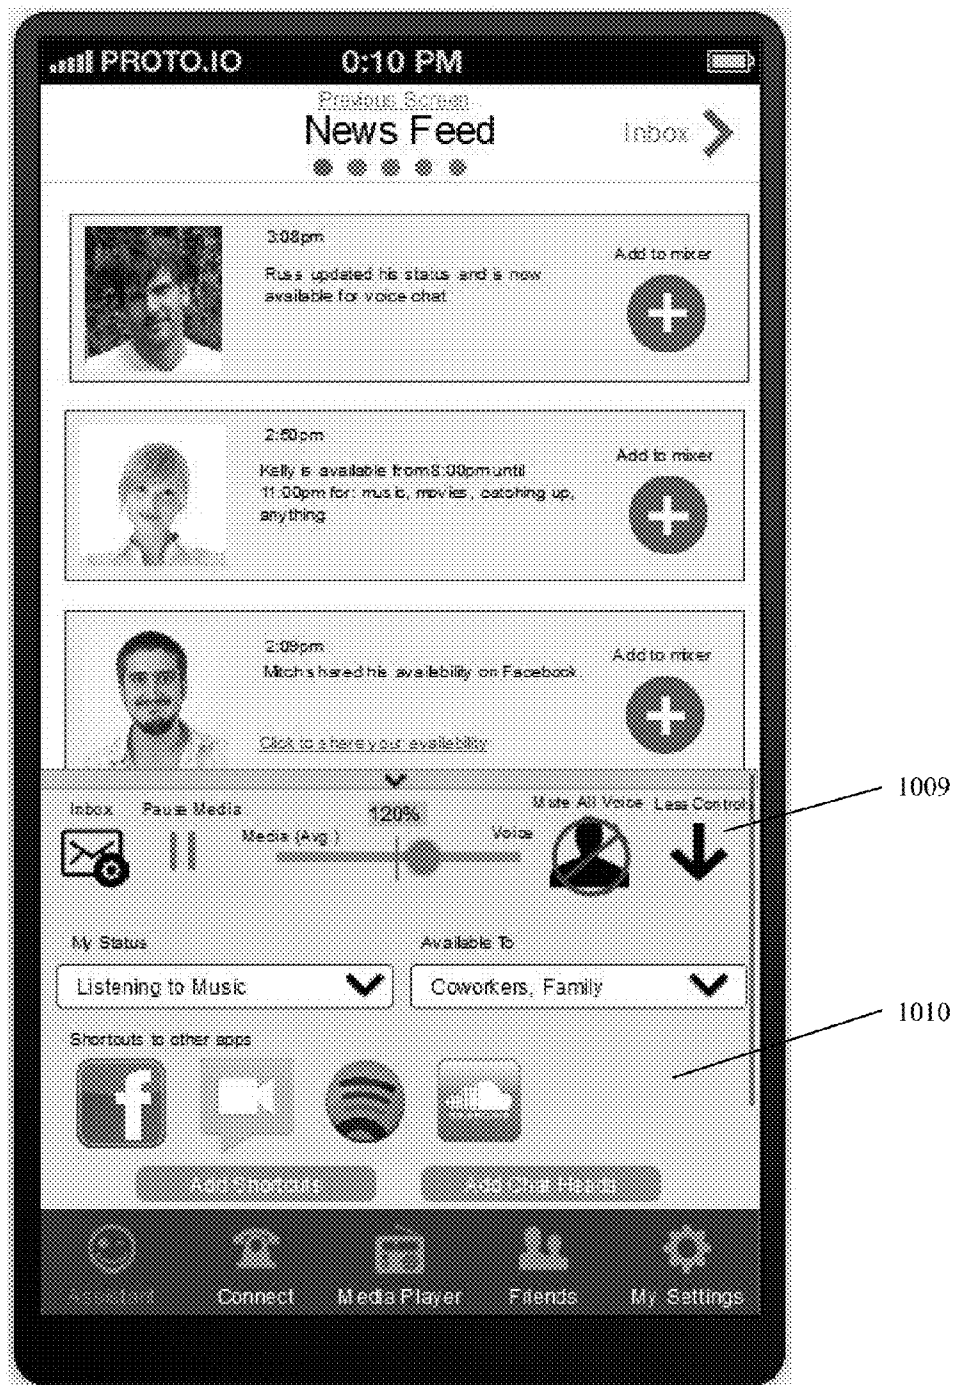 PROTO.IO 0:10 PM
Previous Screen
News Feed
Inbox
3:08pm
Add to mixer
Russ updated his status and is now
available for voice chat
2:50pm
Add to mixer
Kelly is available from 8:00pm until
11:00pm for: music, movies, catching up,
anything
2:09pm
Add to mixer
Mitch shared his availability on Facebook.
Click to share your availability
Inbox Pause Media 120% Mute All Voice Less Control
Media (Avg.) Voice
1009
My Status Available To
Listening to Music Coworkers, Family
1010
Shortcuts to other apps
f
Add Shortcuts Add Chat
Assistant Connect Media Player Friends My Settings